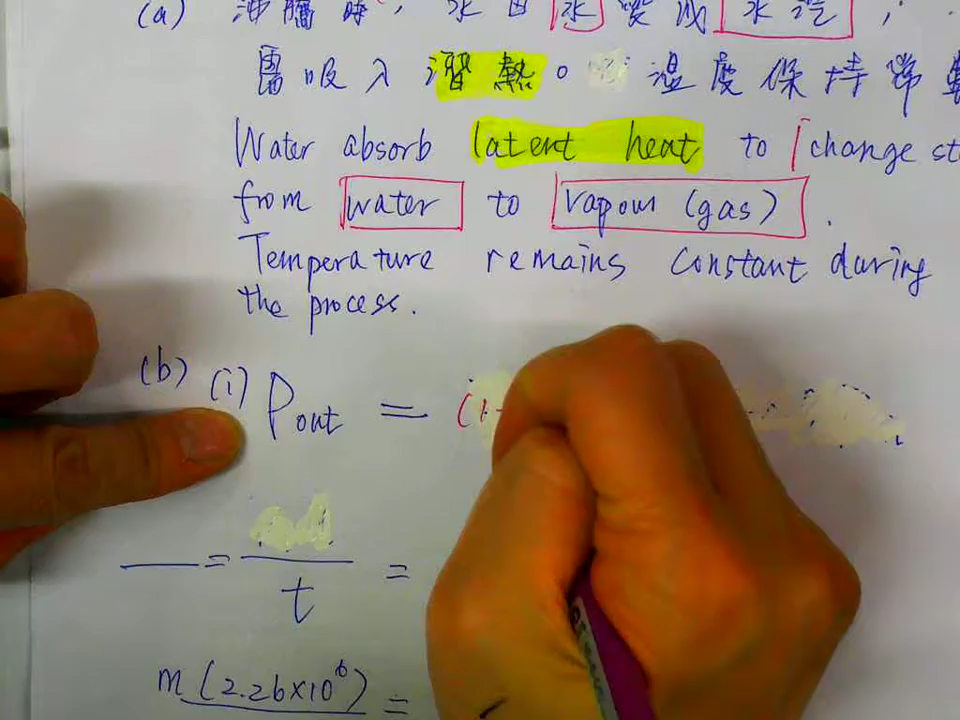 (a) 沸騰時, 水由 水 變成 水汽,
需吸入潛熱。溫度保持常數
Water absorb latent heat to change st
from water to vapour (gas).
Temperature remains constant during
the process.
(b) (i) Pout = (1-
= / t =
m (2.26×10⁶) =